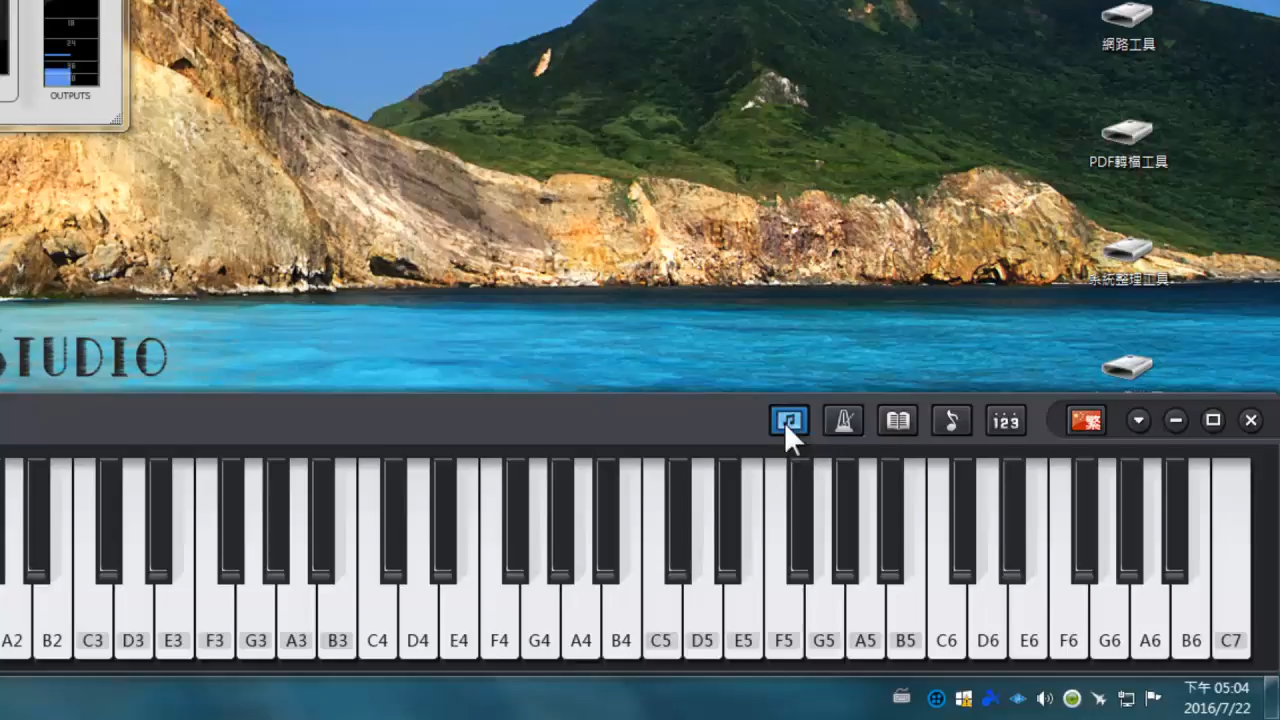 18
24
36
OUTPUTS
網路工具
PDF轉檔工具
系統整理工具
STUDIO
123
繁
A2 B2 C3 D3 E3 F3 G3 A3 B3 C4 D4 E4 F4 G4 A4 B4 C5 D5 E5 F5 G5 A5 B5 C6 D6 E6 F6 G6 A6 B6 C7
下午 05:04
2016/7/22